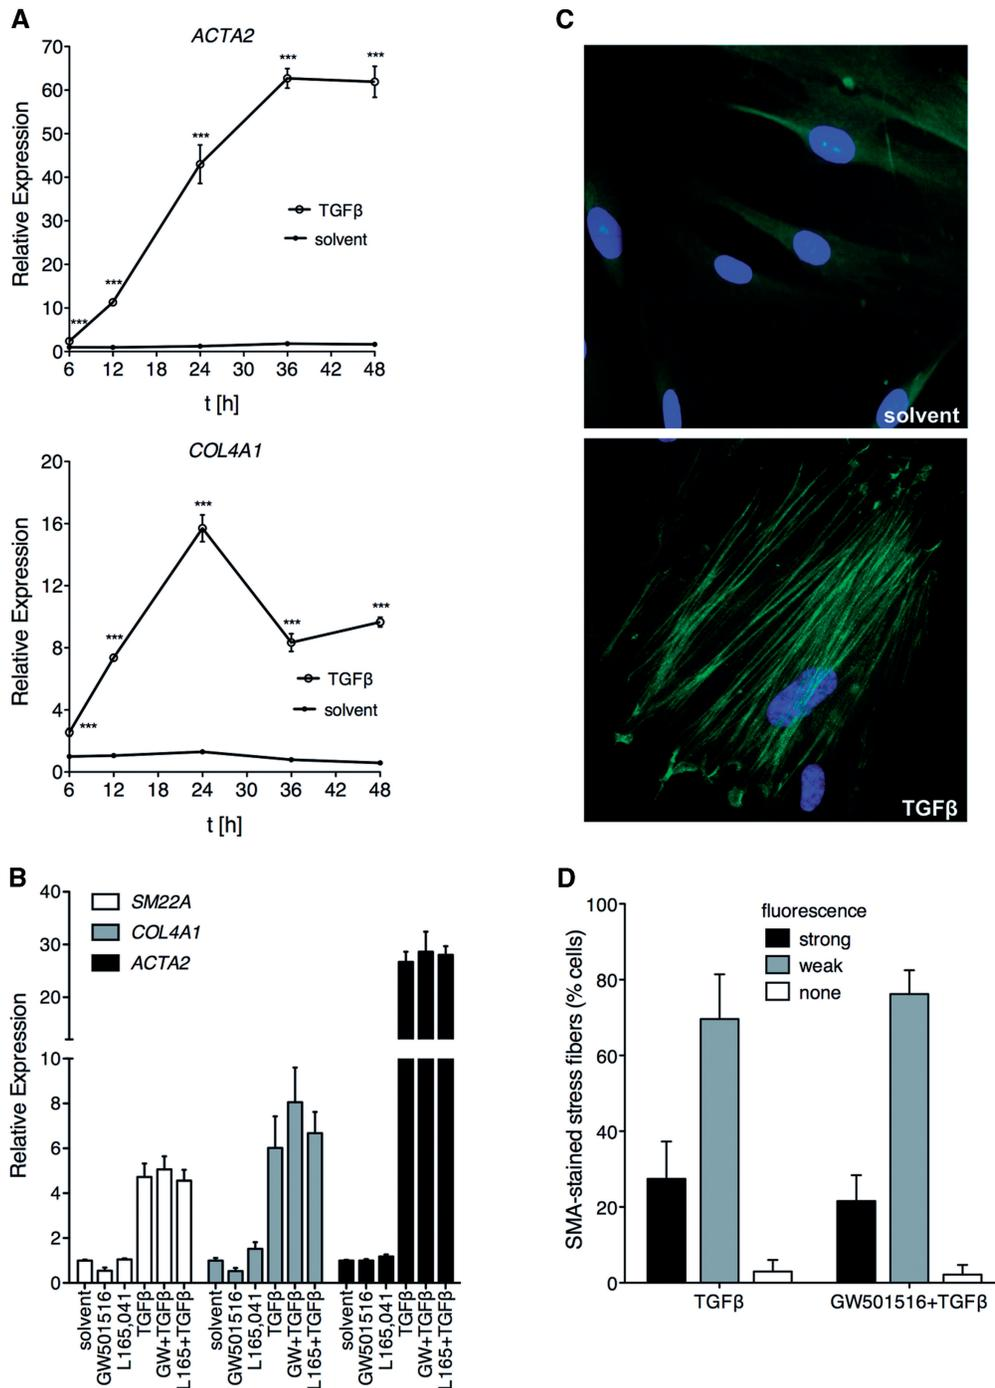 A
ACTA2
Relative Expression
70
60
50
40
30
20
10
0
***
***
***
***
***
TGFβ
solvent
6 12 18 24 30 36 42 48
t [h]
COL4A1
Relative Expression
20
16
12
8
4
0
***
***
***
***
***
TGFβ
solvent
6 12 18 24 30 36 42 48
t [h]
C
solvent
TGFβ
B
Relative Expression
40
30
20
10
8
6
4
2
0
SM22A
COL4A1
ACTA2
solvent
GW501516
L165,041
TGFβ
GW+TGFβ
L165+TGFβ
solvent
GW501516
L165,041
TGFβ
GW+TGFβ
L165+TGFβ
solvent
GW501516
L165,041
TGFβ
GW+TGFβ
L165+TGFβ
D
SMA-stained stress fibers (% cells)
100
80
60
40
20
0
fluorescence
strong
weak
none
TGFβ
GW501516+TGFβ